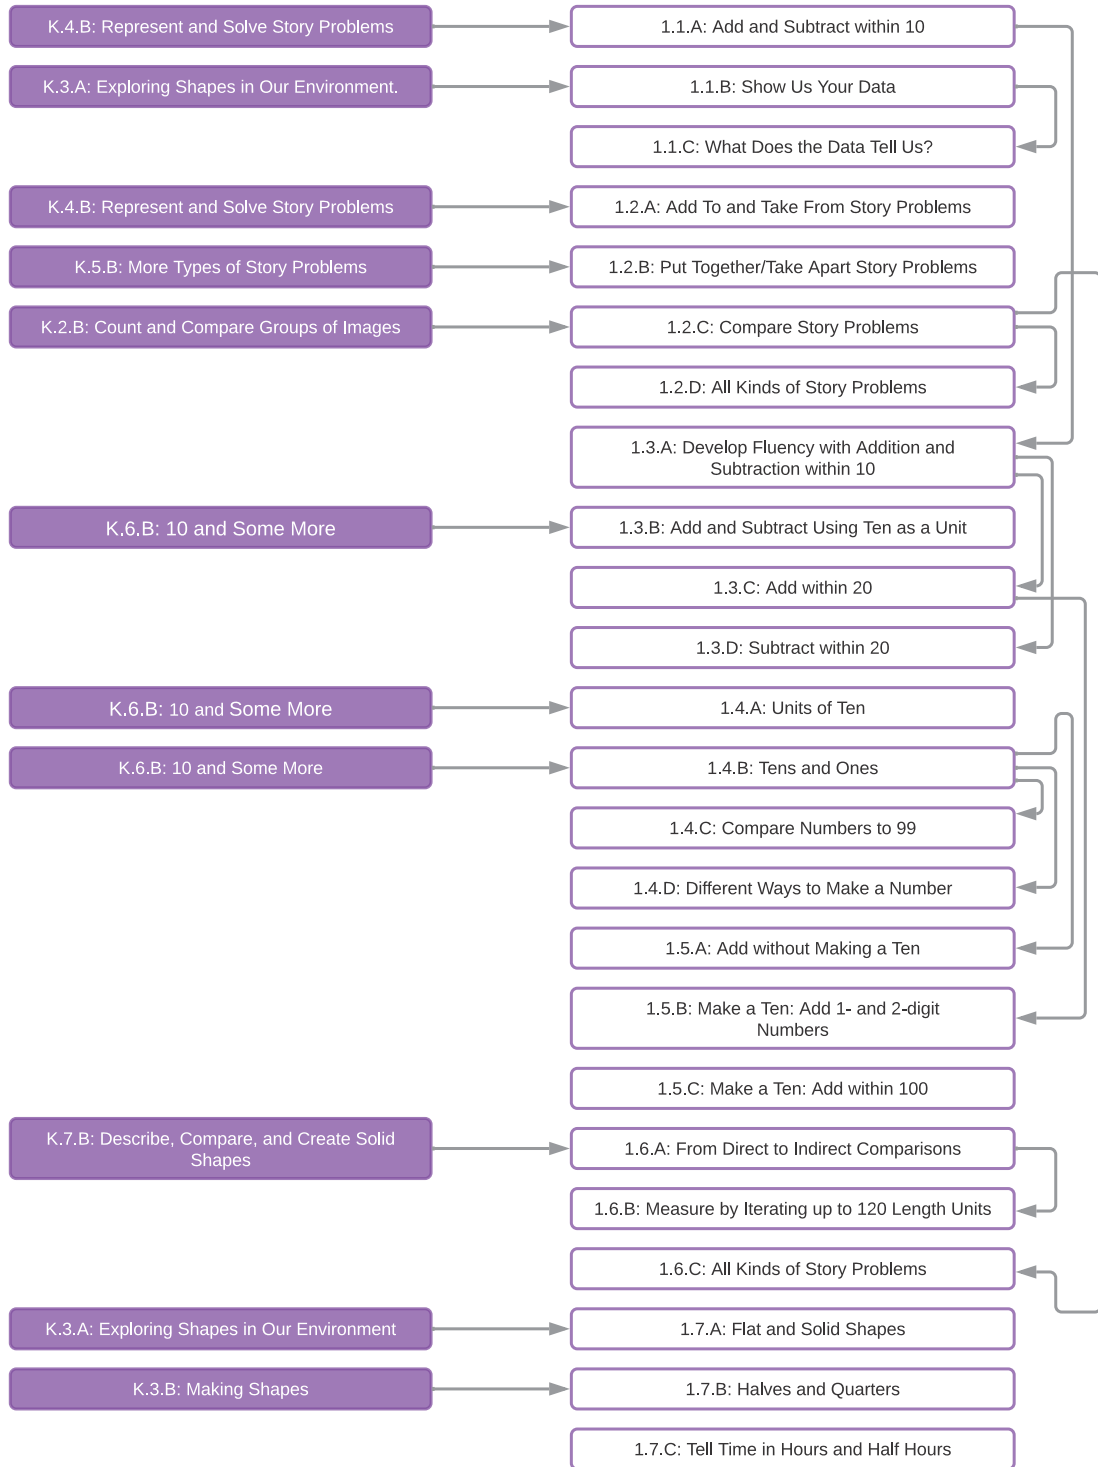 K.4.B: Represent and Solve Story Problems
1.1.A: Add and Subtract within 10
K.3.A: Exploring Shapes in Our Environment.
1.1.B: Show Us Your Data
1.1.C: What Does the Data Tell Us?
K.4.B: Represent and Solve Story Problems
1.2.A: Add To and Take From Story Problems
K.5.B: More Types of Story Problems
1.2.B: Put Together/Take Apart Story Problems
K.2.B: Count and Compare Groups of Images
1.2.C: Compare Story Problems
1.2.D: All Kinds of Story Problems
1.3.A: Develop Fluency with Addition and
Subtraction within 10
K.6.B: 10 and Some More
1.3.B: Add and Subtract Using Ten as a Unit
1.3.C: Add within 20
1.3.D: Subtract within 20
K.6.B: 10 and Some More
1.4.A: Units of Ten
K.6.B: 10 and Some More
1.4.B: Tens and Ones
1.4.C: Compare Numbers to 99
1.4.D: Different Ways to Make a Number
1.5.A: Add without Making a Ten
1.5.B: Make a Ten: Add 1- and 2-digit
Numbers
1.5.C: Make a Ten: Add within 100
K.7.B: Describe, Compare, and Create Solid
Shapes
1.6.A: From Direct to Indirect Comparisons
1.6.B: Measure by Iterating up to 120 Length Units
1.6.C: All Kinds of Story Problems
K.3.A: Exploring Shapes in Our Environment
1.7.A: Flat and Solid Shapes
K.3.B: Making Shapes
1.7.B: Halves and Quarters
1.7.C: Tell Time in Hours and Half Hours